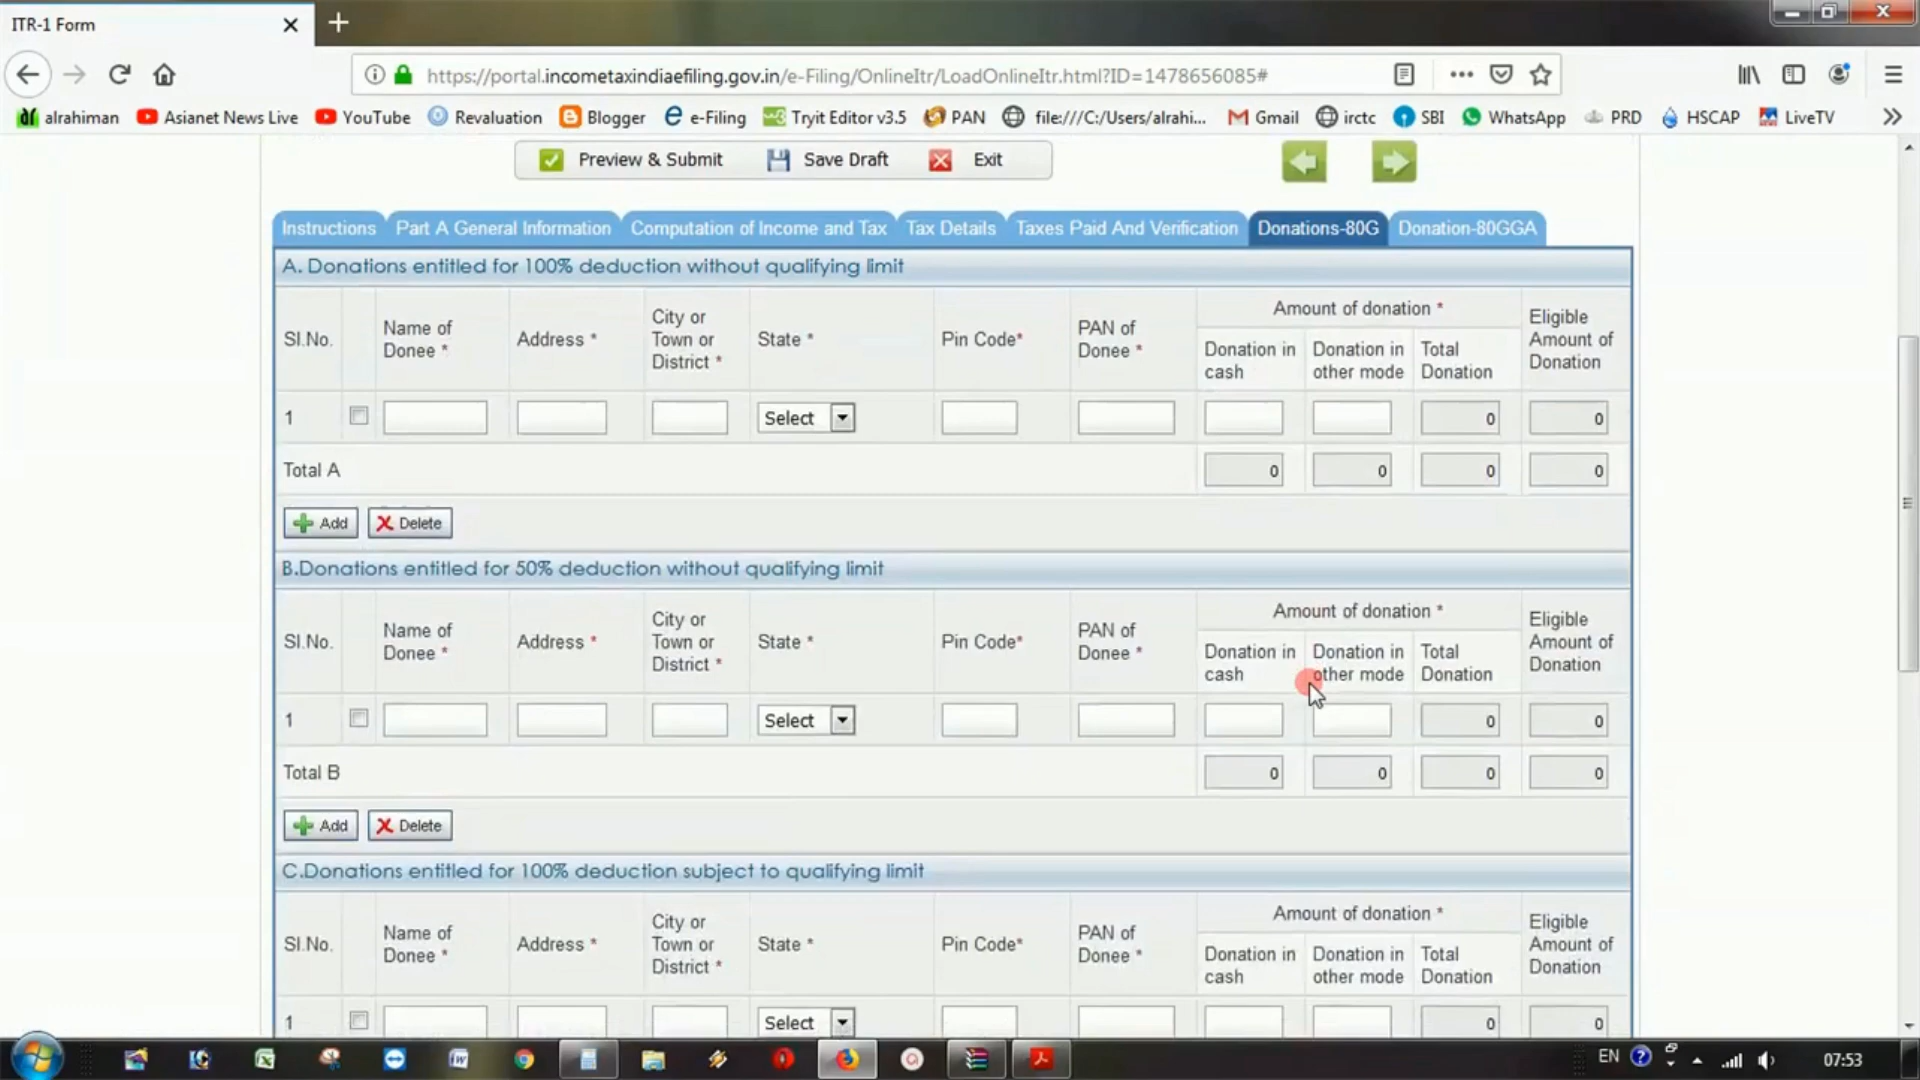 ITR-1 Form
https://portal.incometaxindiaefiling.gov.in/e-Filing/OnlineItr/LoadOnlineItr.html?ID=1478656085#
alrahiman Asianet News Live YouTube Revaluation Blogger e-Filing Tryit Editor v3.5 PAN file:///C:/Users/alrahi... Gmail irctc SBI WhatsApp PRD HSCAP LiveTV
Preview & Submit Save Draft Exit
Instructions Part A General Information Computation of Income and Tax Tax Details Taxes Paid And Verification Donations-80G Donation-80GGA
A. Donations entitled for 100% deduction without qualifying limit
Sl.No. Name of Donee * Address * City or Town or District * State * Pin Code* PAN of Donee * Amount of donation * Donation in cash Donation in other mode Total Donation Eligible Amount of Donation
1 Select 0 0
Total A 0 0 0 0
Add Delete
B.Donations entitled for 50% deduction without qualifying limit
Sl.No. Name of Donee * Address * City or Town or District * State * Pin Code* PAN of Donee * Amount of donation * Donation in cash Donation in other mode Total Donation Eligible Amount of Donation
1 Select 0 0
Total B 0 0 0 0
Add Delete
C.Donations entitled for 100% deduction subject to qualifying limit
Sl.No. Name of Donee * Address * City or Town or District * State * Pin Code* PAN of Donee * Amount of donation * Donation in cash Donation in other mode Total Donation Eligible Amount of Donation
1 Select 0 0
EN 07:53